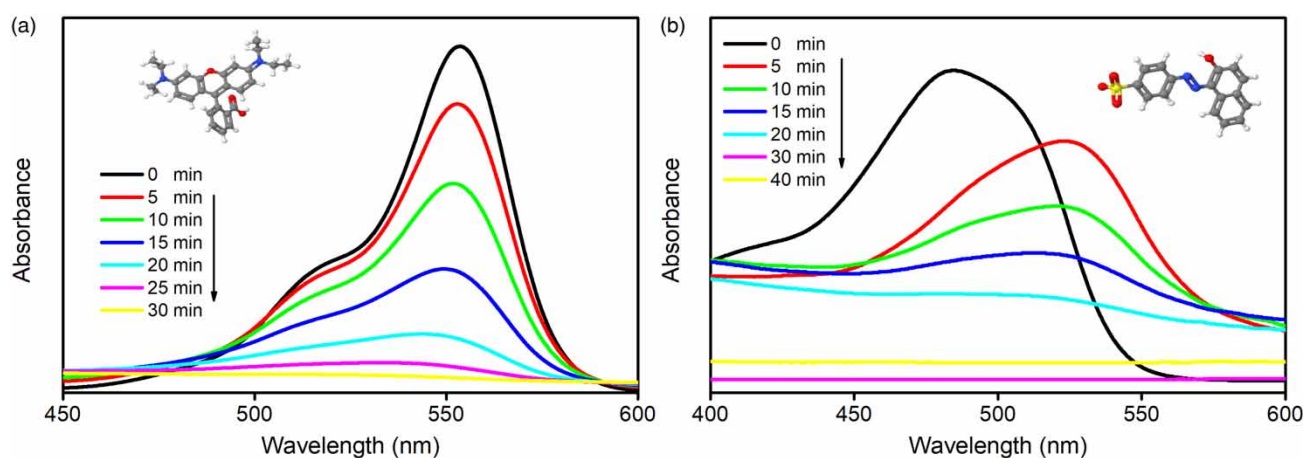 (a)
Absorbance
0 min
5 min
10 min
15 min
20 min
25 min
30 min
450 500 550 600
Wavelength (nm)
(b)
Absorbance
0 min
5 min
10 min
15 min
20 min
30 min
40 min
400 450 500 550 600
Wavelength (nm)